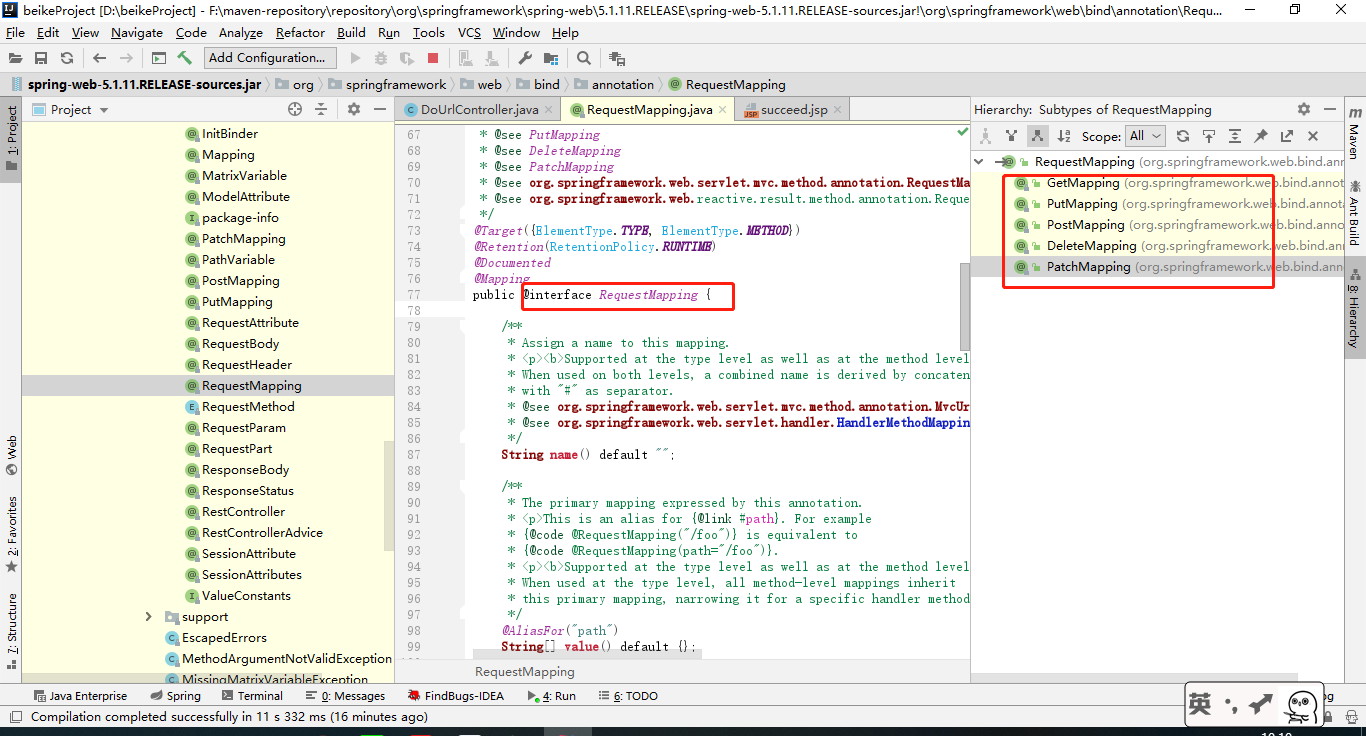 beikeProject [D:\beikeProject] - F:\maven-repository\repository\org\springframework\spring-web\5.1.11.RELEASE\spring-web-5.1.11.RELEASE-sources.jar!\org\springframework\web\bind\annotation\Requ...
File Edit View Navigate Code Analyze Refactor Build Run Tools VCS Window Help
Add Configuration...
spring-web-5.1.11.RELEASE-sources.jar org springframework web bind annotation RequestMapping
Project
DoUrlController.java RequestMapping.java succeed.jsp
Hierarchy: Subtypes of RequestMapping
Scope: All
1: Project
Web
2: Favorites
7: Structure
InitBinder
Mapping
MatrixVariable
ModelAttribute
package-info
PatchMapping
PathVariable
PostMapping
PutMapping
RequestAttribute
RequestBody
RequestHeader
RequestMapping
RequestMethod
RequestParam
RequestPart
ResponseBody
ResponseStatus
RestController
RestControllerAdvice
SessionAttribute
SessionAttributes
ValueConstants
support
EscapedErrors
MethodArgumentNotValidException
MissingMatrixVariableException
67 * @see PutMapping
68 * @see DeleteMapping
69 * @see PatchMapping
70 * @see org.springframework.web.servlet.mvc.method.annotation.RequestMa
71 * @see org.springframework.web.reactive.result.method.annotation.Reque
72 */
73 @Target({ElementType.TYPE, ElementType.METHOD})
74 @Retention(RetentionPolicy.RUNTIME)
75 @Documented
76 @Mapping
77 public @interface RequestMapping {
78
79 /**
80 * Assign a name to this mapping.
81 * <p><b>Supported at the type level as well as at the method level
82 * When used on both levels, a combined name is derived by concaten
83 * with "#" as separator.
84 * @see org.springframework.web.servlet.mvc.method.annotation.MvcUr
85 * @see org.springframework.web.servlet.handler.HandlerMethodMappin
86 */
87 String name() default "";
88
89 /**
90 * The primary mapping expressed by this annotation.
91 * <p>This is an alias for {@link #path}. For example
92 * {@code @RequestMapping("/foo")} is equivalent to
93 * {@code @RequestMapping(path="/foo")}.
94 * <p><b>Supported at the type level as well as at the method level
95 * When used at the type level, all method-level mappings inherit
96 * this primary mapping, narrowing it for a specific handler method
97 */
98 @AliasFor("path")
99 String[] value() default {};
RequestMapping
RequestMapping (org.springframework.web.bind.ann
GetMapping (org.springframework.web.bind.annot
PutMapping (org.springframework.web.bind.annota
PostMapping (org.springframework.web.bind.anno
DeleteMapping (org.springframework.web.bind.an
PatchMapping (org.springframework.web.bind.ann
Maven
Ant Build
8: Hierarchy
Java Enterprise Spring Terminal 0: Messages FindBugs-IDEA 4: Run 6: TODO
Compilation completed successfully in 11 s 332 ms (16 minutes ago)
英